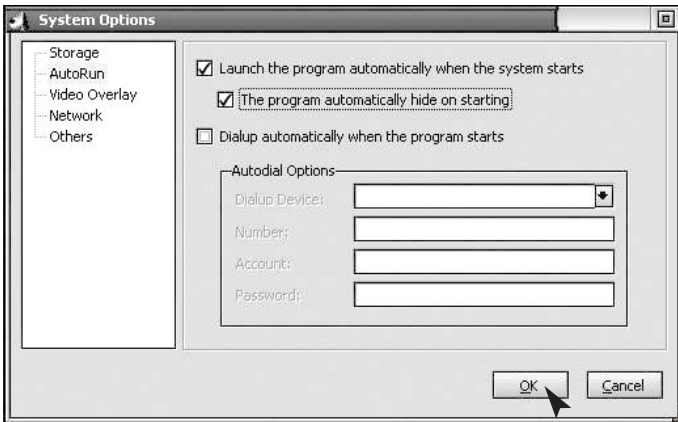 System Options
Storage
AutoRun
Video Overlay
Network
Others
Launch the program automatically when the system starts
The program automatically hide on starting
Dialup automatically when the program starts
Autodial Options
Dialup Device:
Number:
Account:
Password:
OK
Cancel